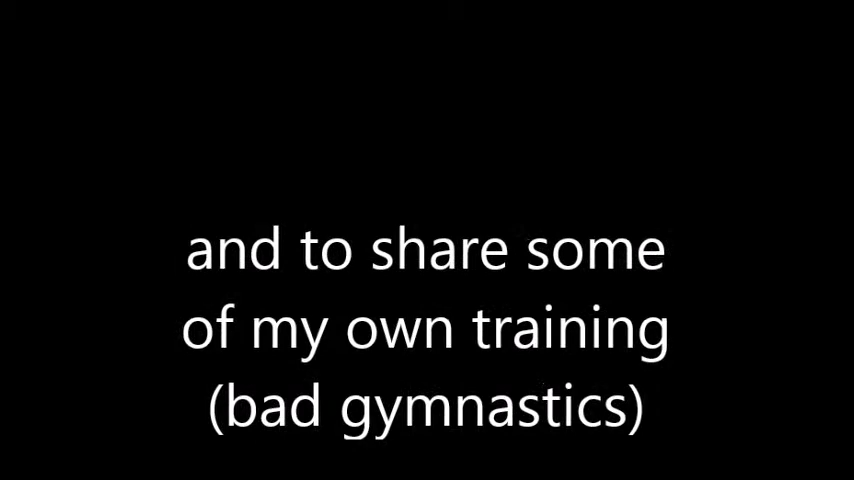 and to share some
of my own training
(bad gymnastics)